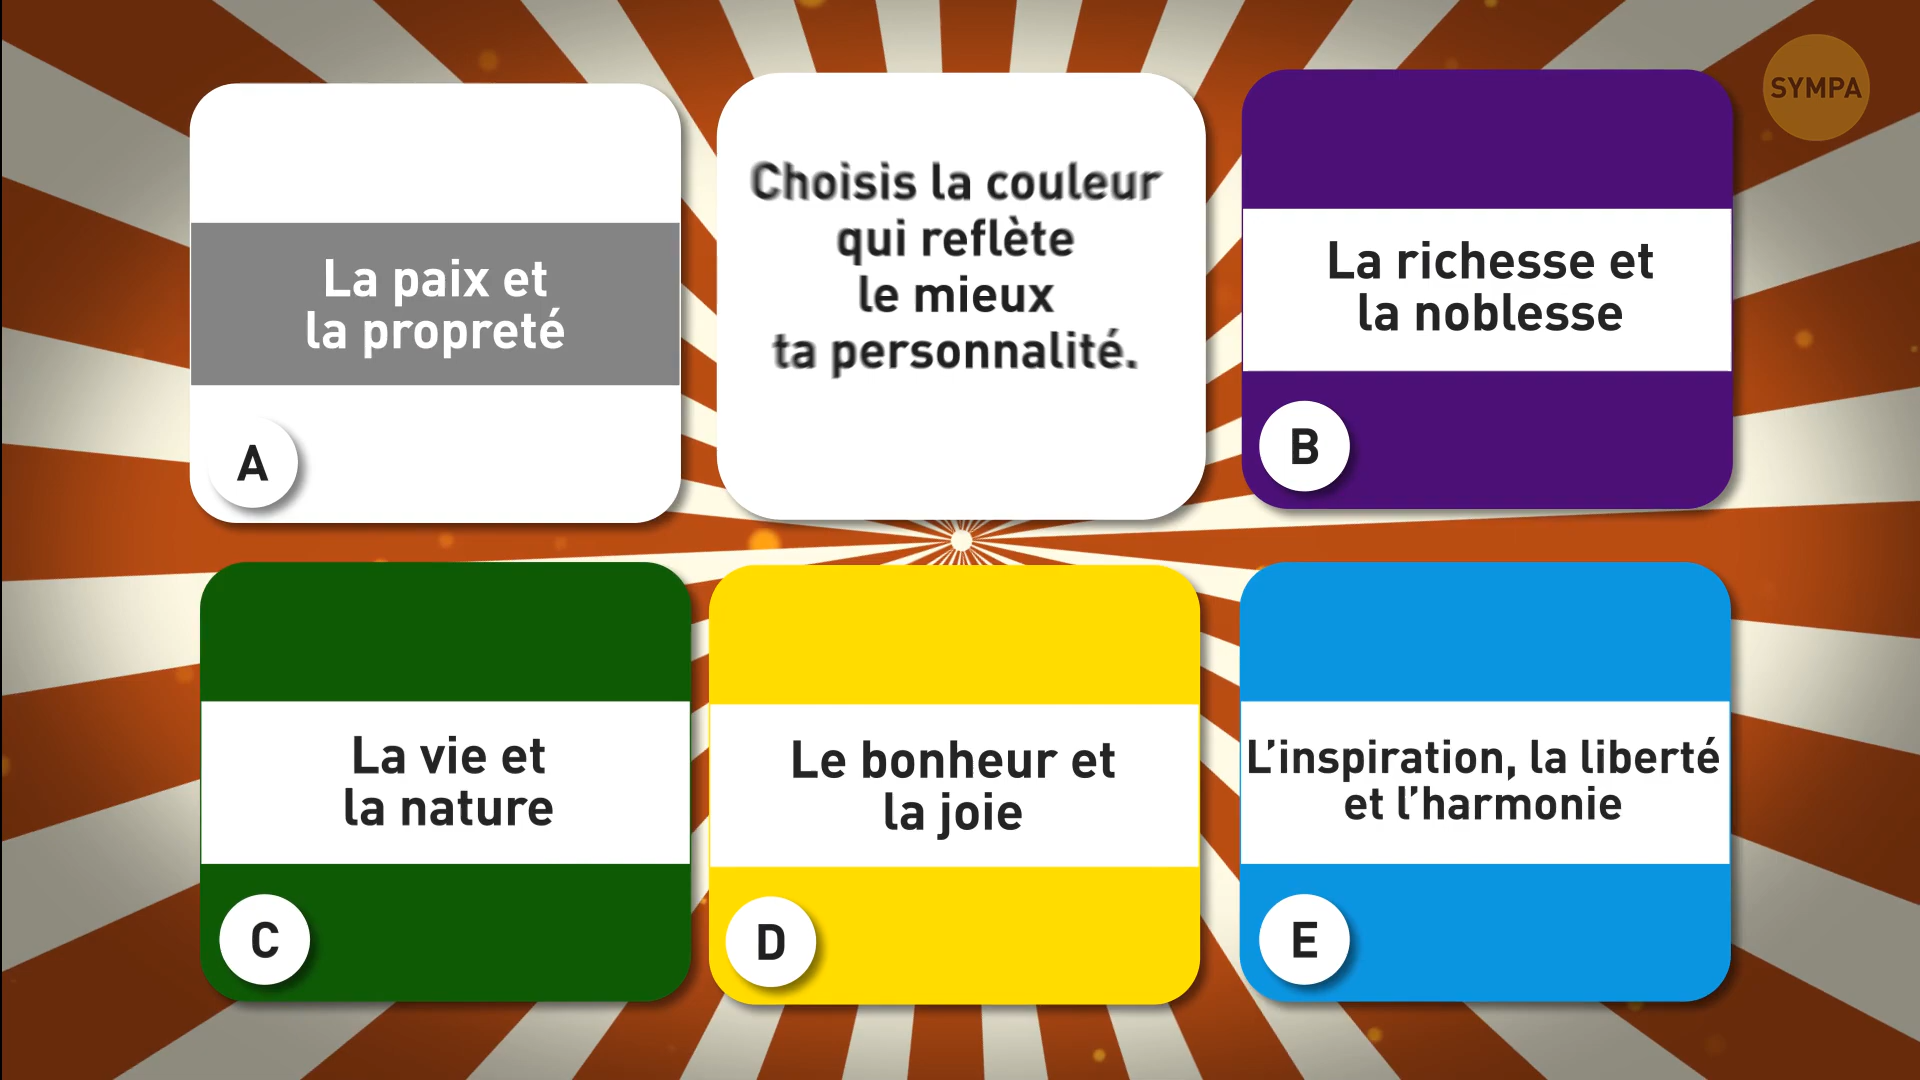 SYMPA
La paix et
la propreté
A
Choisis la couleur
qui reflète
le mieux
ta personnalité.
La richesse et
la noblesse
B
La vie et
la nature
C
Le bonheur et
la joie
D
L’inspiration, la liberté
et l’harmonie
E